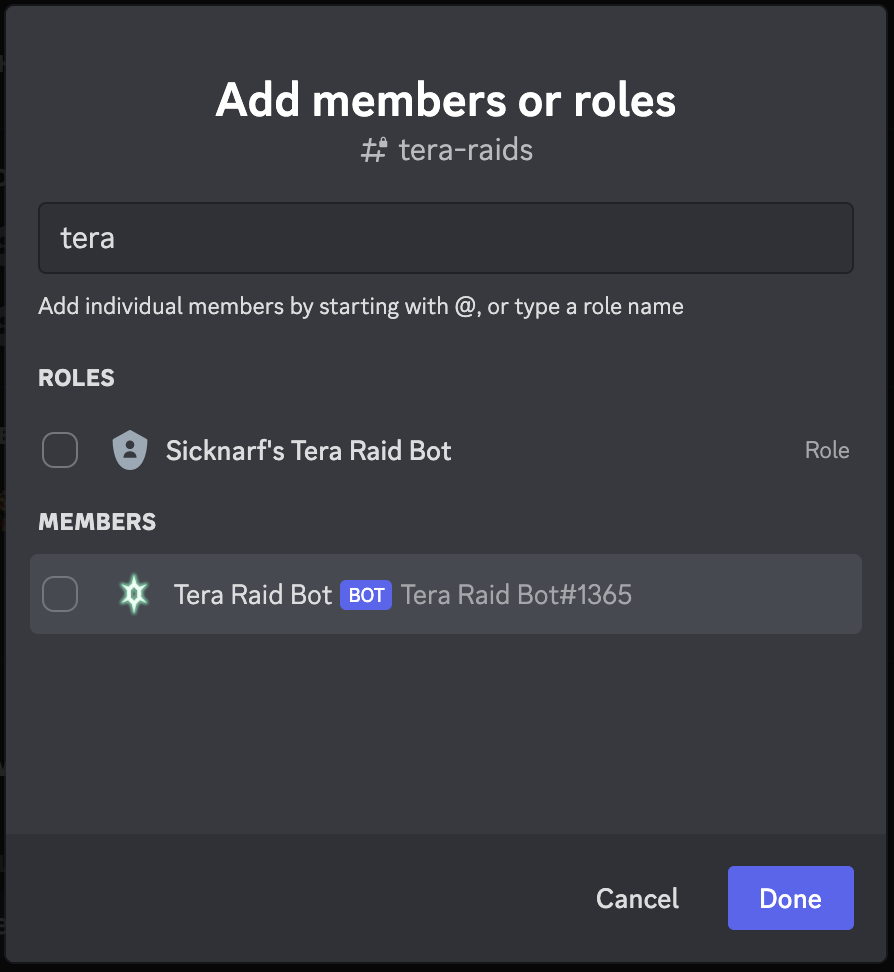 Add members or roles
tera-raids
tera
Add individual members by starting with @, or type a role name
ROLES
Sicknarf's Tera Raid Bot Role
MEMBERS
Tera Raid Bot BOT Tera Raid Bot#1365
Cancel Done